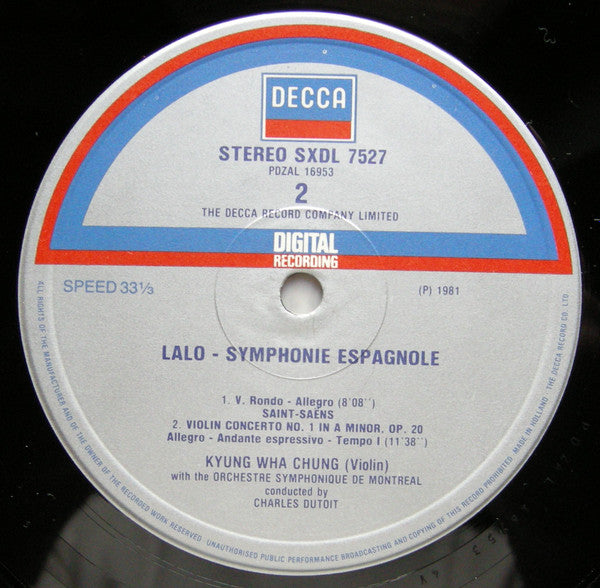 DECCA
STEREO SXDL 7527
PDZAL 16953
2
THE DECCA RECORD COMPANY LIMITED
DIGITAL
RECORDING
SPEED 33⅓
(P) 1981
LALO - SYMPHONIE ESPAGNOLE
1. V. Rondo - Allegro (8'08'')
SAINT-SAËNS
2. VIOLIN CONCERTO NO. 1 IN A MINOR, OP. 20
Allegro - Andante espressivo - Tempo I (11'38'')
KYUNG WHA CHUNG (Violin)
with the ORCHESTRE SYMPHONIQUE DE MONTREAL
conducted by
CHARLES DUTOIT
ALL RIGHTS OF THE MANUFACTURER AND OF THE OWNER OF THE RECORDED WORK RESERVED · UNAUTHORISED PUBLIC PERFORMANCE BROADCASTING AND COPYING OF THIS RECORD PROHIBITED · MADE IN HOLLAND · THE DECCA RECORD CO. LTD.